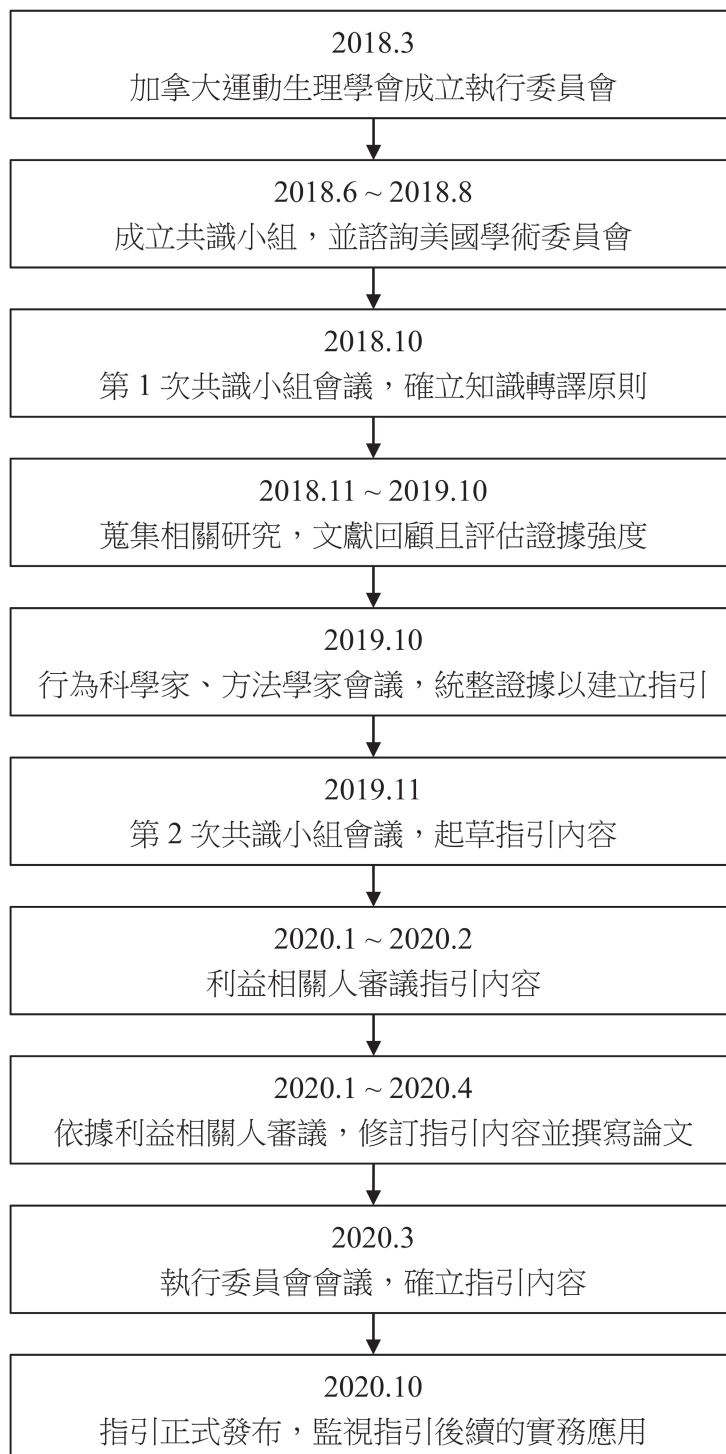 2018.3
加拿大運動生理學會成立執行委員會
2018.6 ~ 2018.8
成立共識小組，並諮詢美國學術委員會
2018.10
第 1 次共識小組會議，確立知識轉譯原則
2018.11 ~ 2019.10
蒐集相關研究，文獻回顧且評估證據強度
2019.10
行為科學家、方法學家會議，統整證據以建立指引
2019.11
第 2 次共識小組會議，起草指引內容
2020.1 ~ 2020.2
利益相關人審議指引內容
2020.1 ~ 2020.4
依據利益相關人審議，修訂指引內容並撰寫論文
2020.3
執行委員會會議，確立指引內容
2020.10
指引正式發布，監視指引後續的實務應用